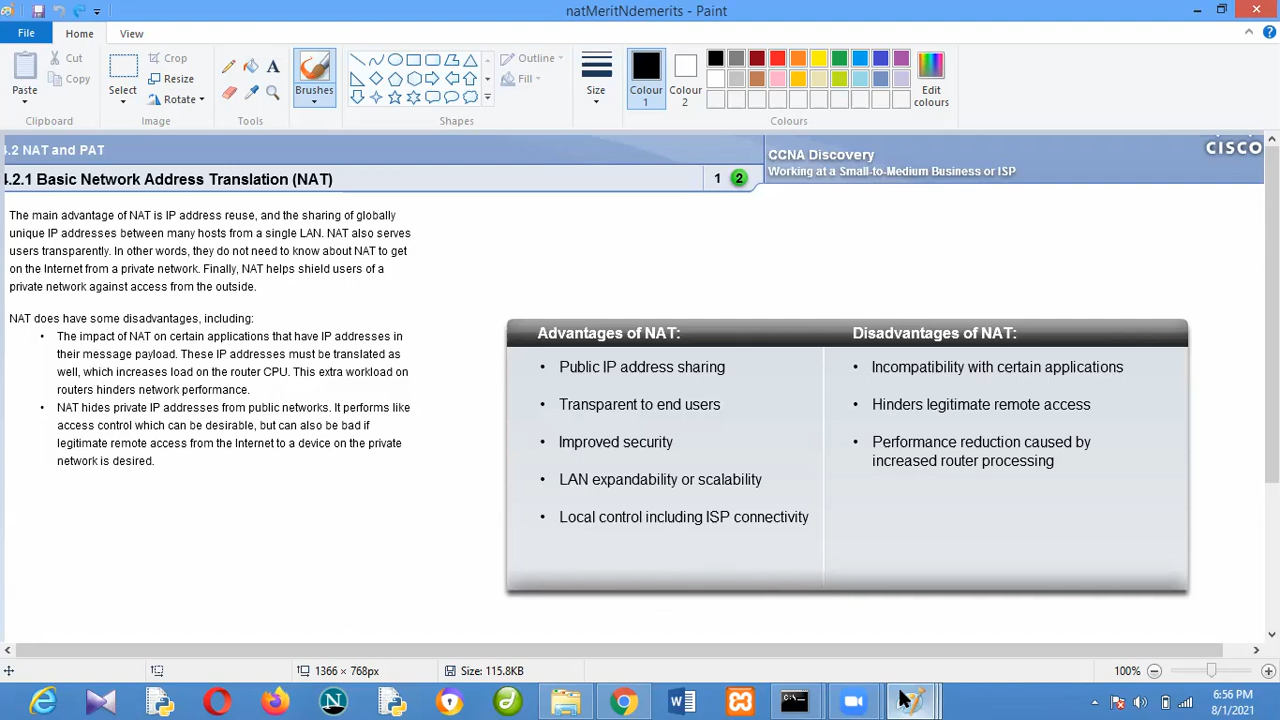 natMeritNdemerits - Paint
File
Home
View
Paste
Cut
Copy
Clipboard
Select
Crop
Resize
Rotate
Image
A
Tools
Brushes
Outline
Fill
Shapes
Size
Colour
1
Colour
2
Edit
colours
Colours
4.2 NAT and PAT
4.2.1 Basic Network Address Translation (NAT)
1 2
CCNA Discovery
Working at a Small-to-Medium Business or ISP
CISCO
The main advantage of NAT is IP address reuse, and the sharing of globally
unique IP addresses between many hosts from a single LAN. NAT also serves
users transparently. In other words, they do not need to know about NAT to get
on the Internet from a private network. Finally, NAT helps shield users of a
private network against access from the outside.
NAT does have some disadvantages, including:
• The impact of NAT on certain applications that have IP addresses in
their message payload. These IP addresses must be translated as
well, which increases load on the router CPU. This extra workload on
routers hinders network performance.
• NAT hides private IP addresses from public networks. It performs like
access control which can be desirable, but can also be bad if
legitimate remote access from the Internet to a device on the private
network is desired.
Advantages of NAT:
• Public IP address sharing
• Transparent to end users
• Improved security
• LAN expandability or scalability
• Local control including ISP connectivity
Disadvantages of NAT:
• Incompatibility with certain applications
• Hinders legitimate remote access
• Performance reduction caused by
increased router processing
1366 × 768px
Size: 115.8KB
100%
6:56 PM
8/1/2021